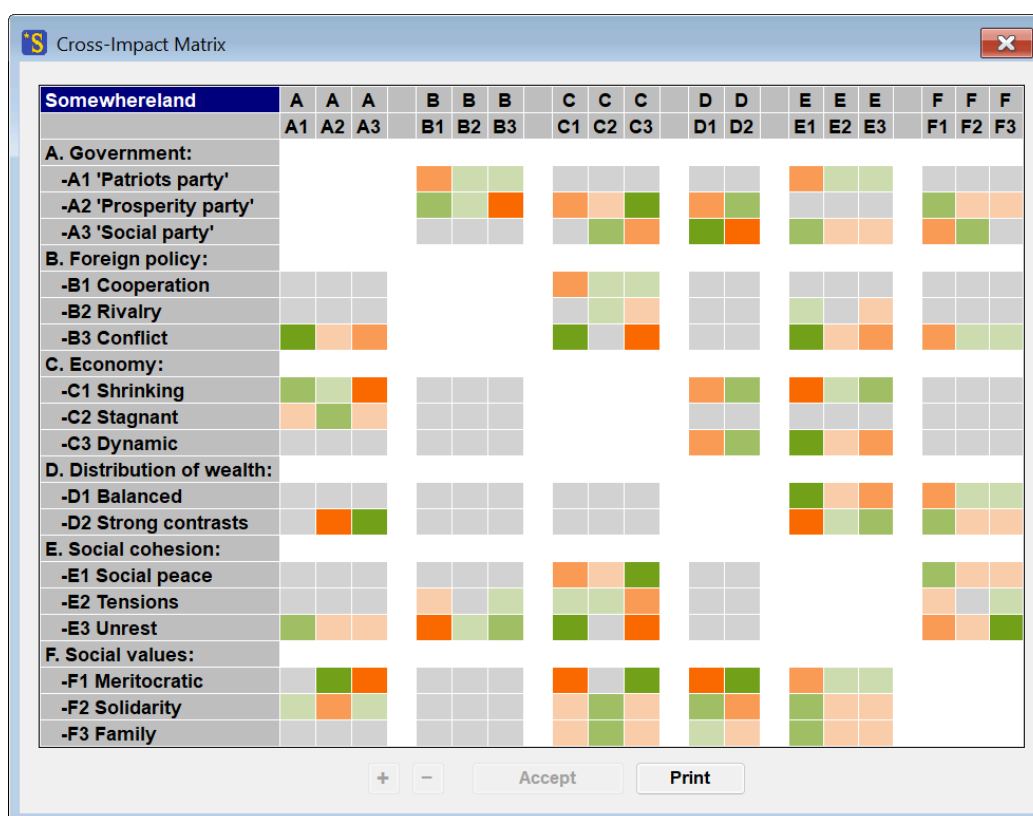 S Cross-Impact Matrix
Somewhereland A A A B B B C C C D D E E E F F F
A1 A2 A3 B1 B2 B3 C1 C2 C3 D1 D2 E1 E2 E3 F1 F2 F3
A. Government:
-A1 'Patriots party'
-A2 'Prosperity party'
-A3 'Social party'
B. Foreign policy:
-B1 Cooperation
-B2 Rivalry
-B3 Conflict
C. Economy:
-C1 Shrinking
-C2 Stagnant
-C3 Dynamic
D. Distribution of wealth:
-D1 Balanced
-D2 Strong contrasts
E. Social cohesion:
-E1 Social peace
-E2 Tensions
-E3 Unrest
F. Social values:
-F1 Meritocratic
-F2 Solidarity
-F3 Family
+ − Accept Print